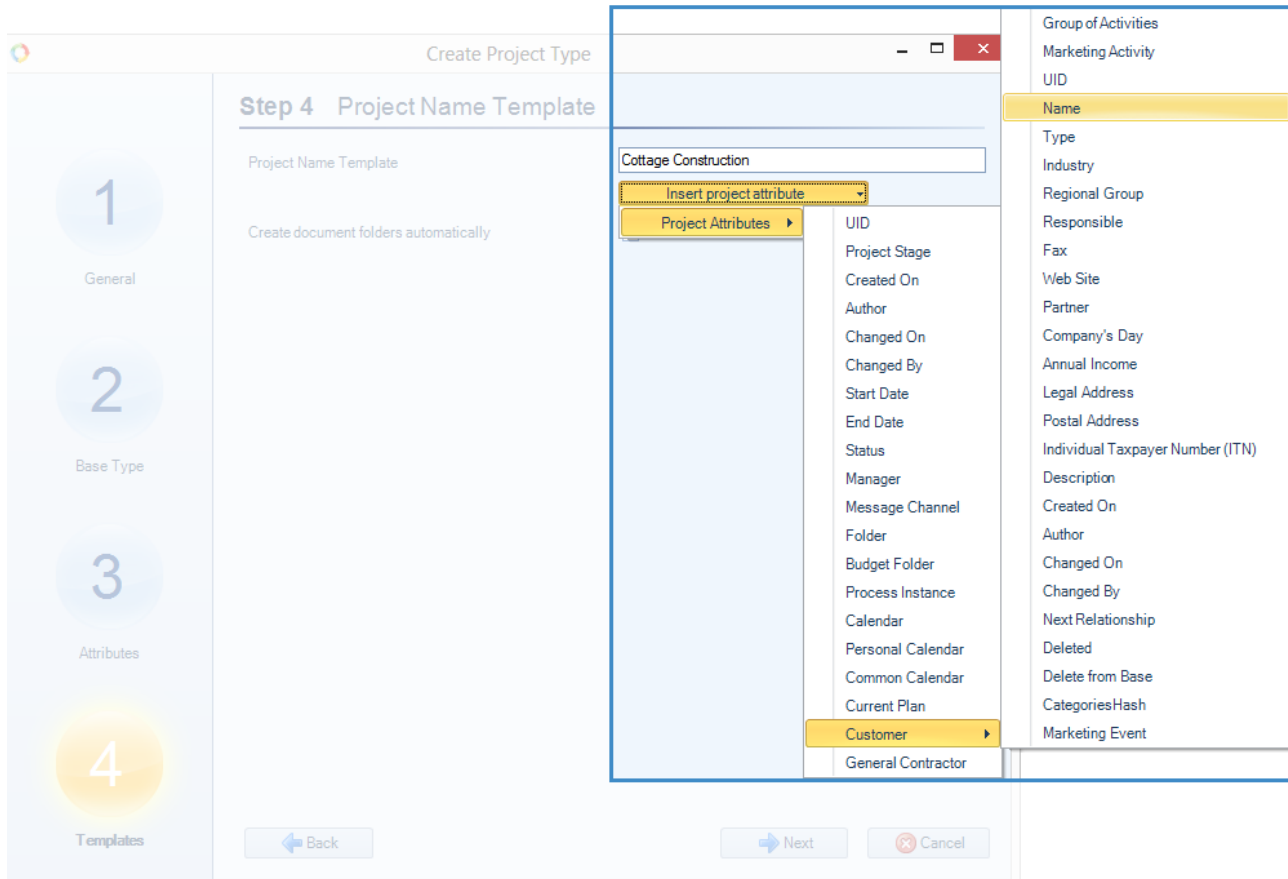 Create Project Type
Step 4 Project Name Template
Project Name Template
Cottage Construction
Insert project attribute
Project Attributes
Create document folders automatically
1
General
2
Base Type
3
Attributes
4
Templates
UID
Project Stage
Created On
Author
Changed On
Changed By
Start Date
End Date
Status
Manager
Message Channel
Folder
Budget Folder
Process Instance
Calendar
Personal Calendar
Common Calendar
Current Plan
Customer
General Contractor
Group of Activities
Marketing Activity
UID
Name
Type
Industry
Regional Group
Responsible
Fax
Web Site
Partner
Company's Day
Annual Income
Legal Address
Postal Address
Individual Taxpayer Number (ITN)
Description
Created On
Author
Changed On
Changed By
Next Relationship
Deleted
Delete from Base
CategoriesHash
Marketing Event
Back
Next
Cancel